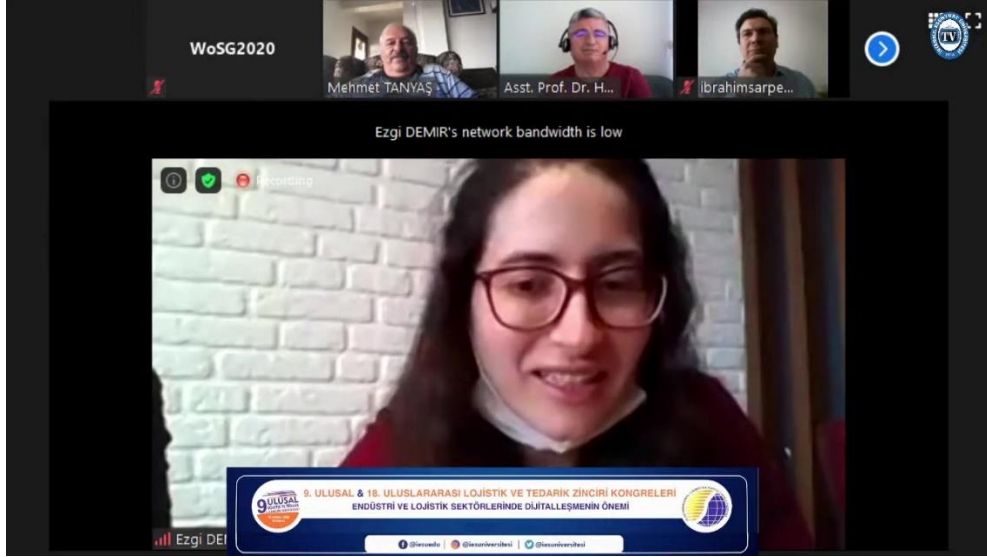 WoSG2020
Mehmet TANYAŞ
Asst. Prof. Dr. H...
ibrahimsarpe...
TV
Ezgi DEMIR's network bandwidth is low
Recording
9. ULUSAL & 18. ULUSLARARASI LOJİSTİK VE TEDARİK ZİNCİRİ KONGRELERİ
ENDÜSTRİ VE LOJİSTİK SEKTÖRLERİNDE DİJİTALLEŞMENİN ÖNEMİ
9 ULUSAL
@iesuedu @iesuniversitesi @iesuniversitesi
Ezgi DE